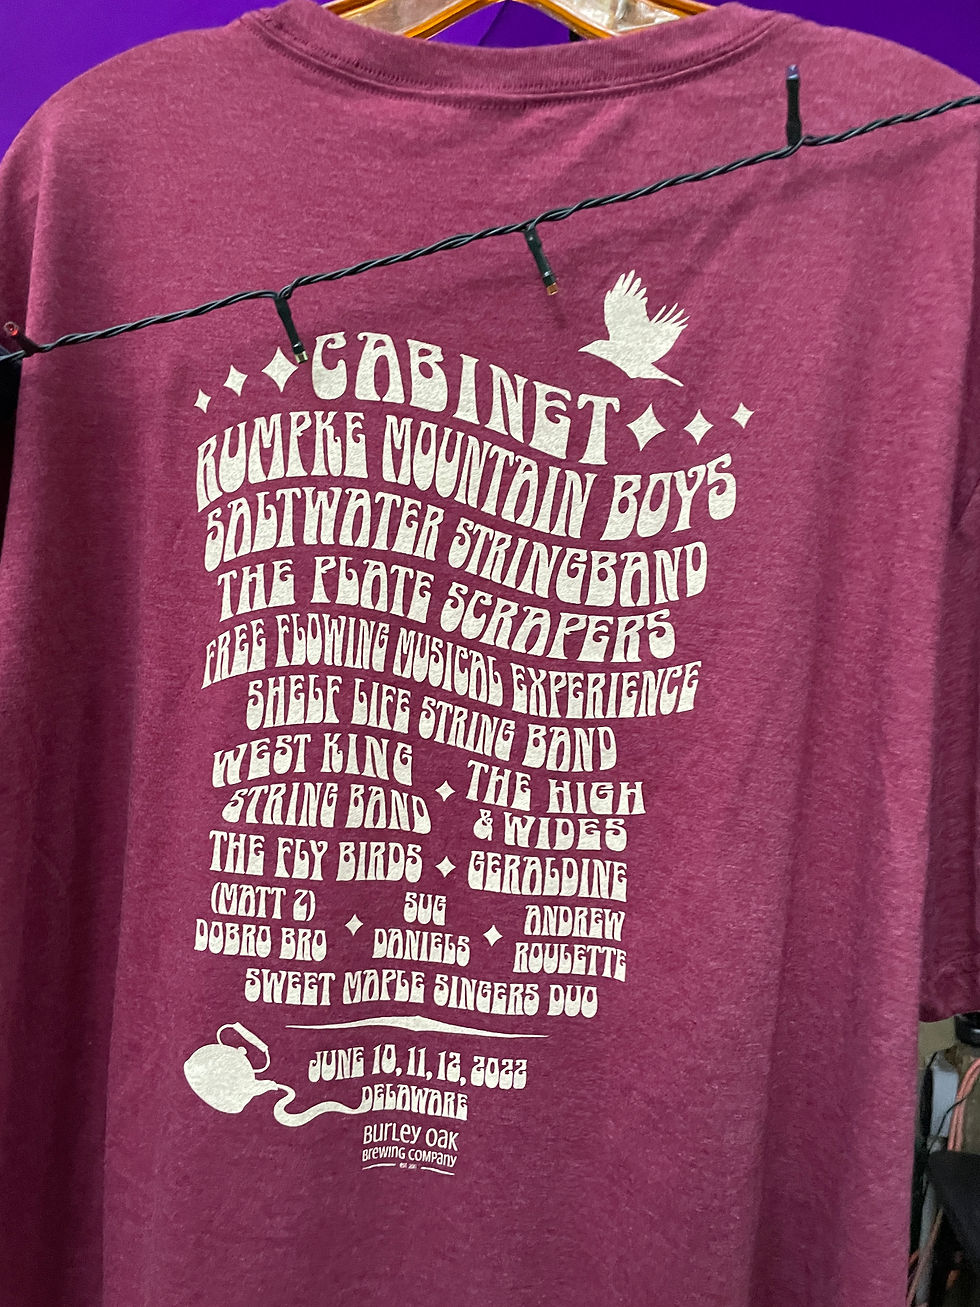 CABINET
RUMPKE MOUNTAIN BOYS
SALTWATER STRINGBAND
THE PLATE SCRAPERS
FREE FLOWING MUSICAL EXPERIENCE
SHELF LIFE STRING BAND
WEST KING STRING BAND
THE HIGH & WIDES
THE FLY BIRDS
GERALDINE
(MATT Z) DOBRO BRO
SUG DANIELS
ANDREW ROULETTE
SWEET MAPLE SINGERS DUO
JUNE 10, 11, 12, 2022
DELAWARE
BURLEY OAK
BREWING COMPANY